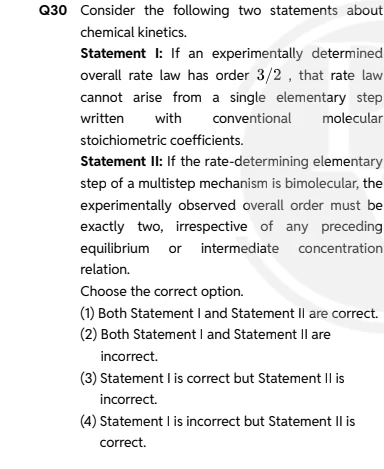 Q30 Consider the following two statements about
chemical kinetics.
Statement I: If an experimentally determined
overall rate law has order 3/2 , that rate law
cannot arise from a single elementary step
written with conventional molecular
stoichiometric coefficients.
Statement II: If the rate-determining elementary
step of a multistep mechanism is bimolecular, the
experimentally observed overall order must be
exactly two, irrespective of any preceding
equilibrium or intermediate concentration
relation.
Choose the correct option.
(1) Both Statement I and Statement II are correct.
(2) Both Statement I and Statement II are
incorrect.
(3) Statement I is correct but Statement II is
incorrect.
(4) Statement I is incorrect but Statement II is
correct.